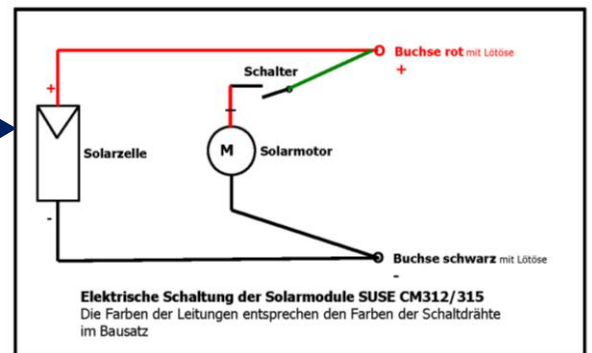 Buchse rot mit Lötöse
+
Schalter
+
+
Solarzelle
M
Solarmotor
-
Buchse schwarz mit Lötöse
-
Elektrische Schaltung der Solarmodule SUSE CM312/315
Die Farben der Leitungen entsprechen den Farben der Schaltdrähte
im Bausatz